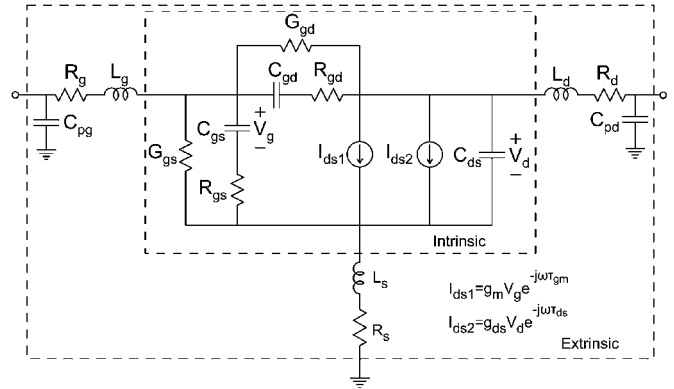 G_gd
R_g L_g C_gd R_gd L_d R_d
C_pg C_gs + V_g − I_ds1 I_ds2 C_ds + V_d − C_pd
G_gs R_gs
Intrinsic
L_s
R_s
I_ds1=g_mV_ge^-jωτ_gm
I_ds2=g_dsV_de^-jωτ_ds
Extrinsic